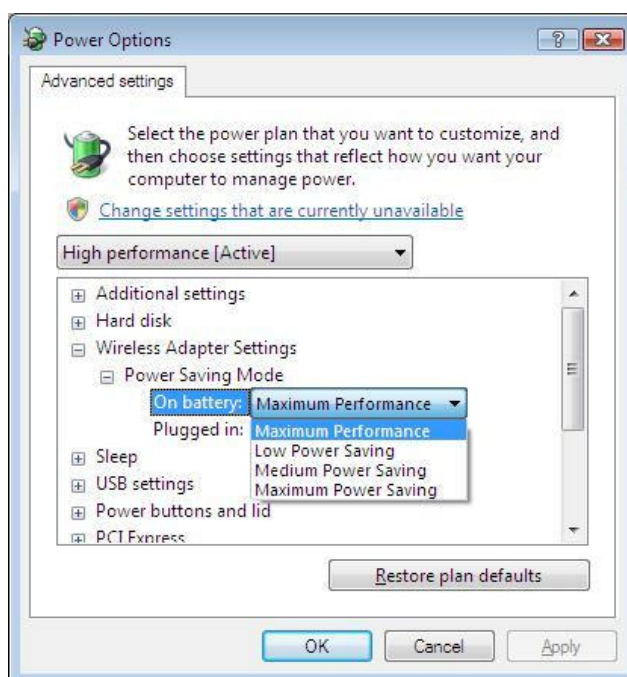 Power Options
Advanced settings
Select the power plan that you want to customize, and
then choose settings that reflect how you want your
computer to manage power.
Change settings that are currently unavailable
High performance [Active]
Additional settings
Hard disk
Wireless Adapter Settings
Power Saving Mode
On battery: Maximum Performance
Plugged in: Maximum Performance
Low Power Saving
Medium Power Saving
Maximum Power Saving
Sleep
USB settings
Power buttons and lid
PCI Express
Restore plan defaults
OK Cancel Apply